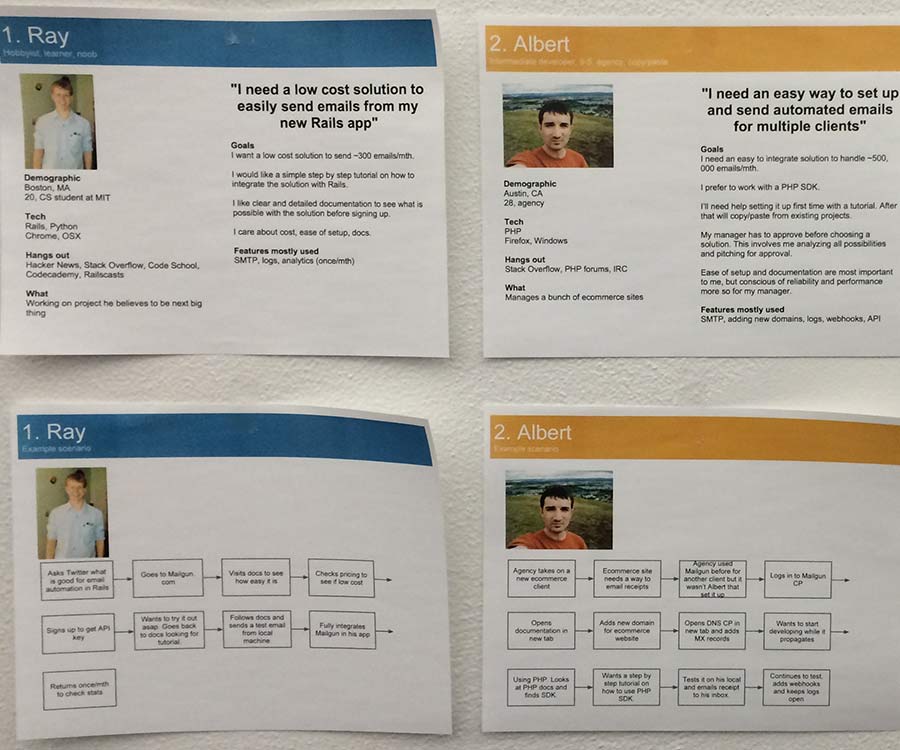 1. Ray
Hobbyist, learner, noob
"I need a low cost solution to
easily send emails from my
new Rails app"
Demographic
Boston, MA
20, CS student at MIT
Tech
Rails, Python
Chrome, OSX
Hangs out
Hacker News, Stack Overflow, Code School,
Codecademy, Railscasts
What
Working on project he believes to be next big
thing
Goals
I want a low cost solution to send ~300 emails/mth.
I would like a simple step by step tutorial on how to
integrate the solution with Rails.
I like clear and detailed documentation to see what is
possible with the solution before signing up.
I care about cost, ease of setup, docs.
Features mostly used
SMTP, logs, analytics (once/mth)
2. Albert
Intermediate developer, 9-5, agency, copy/paste
"I need an easy way to set up
and send automated emails
for multiple clients"
Demographic
Austin, CA
28, agency
Tech
PHP
Firefox, Windows
Hangs out
Stack Overflow, PHP forums, IRC
What
Manages a bunch of ecommerce sites
Goals
I need an easy to integrate solution to handle ~500,
000 emails/mth.
I prefer to work with a PHP SDK.
I'll need help setting it up first time with a tutorial. After
that will copy/paste from existing projects.
My manager has to approve before choosing a
solution. This involves me analyzing all possibilities
and pitching for approval.
Ease of setup and documentation are most important
to me, but conscious of reliability and performance
more so for my manager.
Features mostly used
SMTP, adding new domains, logs, webhooks, API
1. Ray
Example scenario
Asks Twitter what
is good for email
automation in Rails
Goes to Mailgun.
com
Visits docs to see
how easy it is
Checks pricing to
see if low cost
Signs up to get API
key
Wants to try it out
asap. Goes back
to docs looking for
tutorial.
Follows docs and
sends a test email
from local
machine
Fully integrates
Mailgun in his app
Returns once/mth
to check stats
2. Albert
Example scenario
Agency takes on a
new ecommerce
client
Ecommerce site
needs a way to
email receipts
Agency used
Mailgun before for
another client but it
wasn't Albert that
set it up
Logs in to Mailgun
CP
Opens
documentation in
new tab
Adds new domain
for ecommerce
website
Opens DNS CP in
new tab and adds
MX records
Wants to start
developing while it
propagates
Using PHP. Looks
at PHP docs and
finds SDK
Wants a step by
step tutorial on
how to use PHP
SDK
Tests it on his local
and emails receipt
to his inbox
Continues to test,
adds webhooks
and keeps logs
open